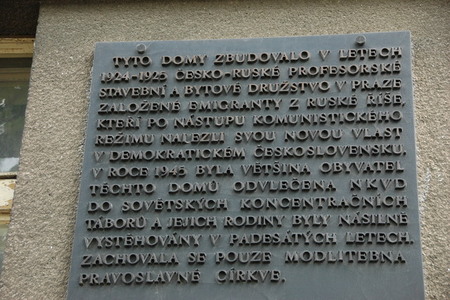 TYTO DOMY ZBUDOVALO V LETECH
1924-1925 ČESKO-RUSKÉ PROFESORSKÉ
STAVEBNÍ A BYTOVÉ DRUŽSTVO V PRAZE
ZALOŽENÉ EMIGRANTY Z RUSKÉ ŘÍŠE,
KTEŘÍ PO NÁSTUPU KOMUNISTICKÉHO
REŽIMU NALEZLI SVOU NOVOU VLAST
V DEMOKRATICKÉM ČESKOSLOVENSKU,
V ROCE 1945 BYLA VĚTŠINA OBYVATEL
TĚCHTO DOMŮ ODVLEČENA NKVD
DO SOVĚTSKÝCH KONCENTRAČNÍCH
TÁBORŮ A JEJICH RODINY BYLY NÁSILNĚ
VYSTĚHOVÁNY V PADESÁTÝCH LETECH.
ZACHOVALA SE POUZE MODLITEBNA
PRAVOSLAVNÉ CÍRKVE.